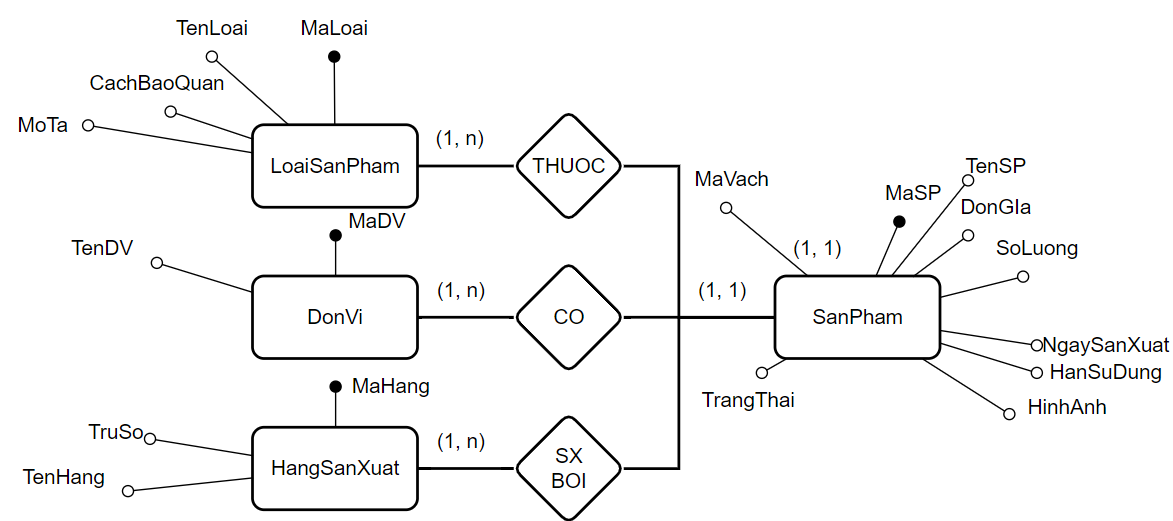 TenLoai
MaLoai
CachBaoQuan
MoTa
LoaiSanPham
(1, n)
THUOC
MaDV
TenDV
DonVi
(1, n)
CO
(1, 1)
MaHang
TruSo
TenHang
HangSanXuat
(1, n)
SX
BOI
MaVach
(1, 1)
MaSP
TenSP
DonGIa
SoLuong
SanPham
NgaySanXuat
HanSuDung
HinhAnh
TrangThai